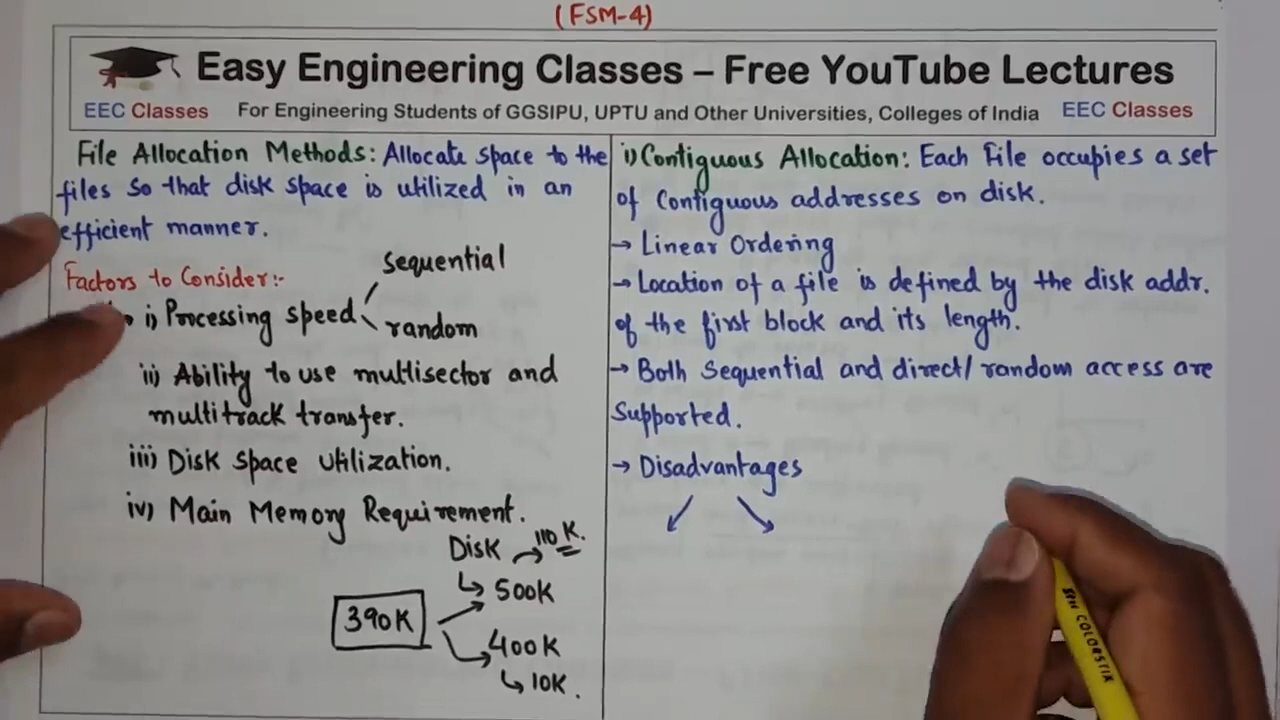 (FSM-4)
Easy Engineering Classes – Free YouTube Lectures
EEC Classes For Engineering Students of GGSIPU, UPTU and Other Universities, Colleges of India EEC Classes
File Allocation Methods: Allocate space to the
files so that disk space is utilized in an
efficient manner.
Factors to Consider:-
i) Processing speed
sequential
random
ii) Ability to use multisector and
multitrack transfer.
iii) Disk Space Utilization.
iv) Main Memory Requirement.
Disk → 110 K.
↳ 500K
390K
400K
↳ 10K.
i) Contiguous Allocation: Each File occupies a set
of Contiguous addresses on disk.
→ Linear Ordering
→ Location of a file is defined by the disk addr.
of the first block and its length.
→ Both Sequential and direct/random access are
Supported.
→ Disadvantages
COLORSTIX